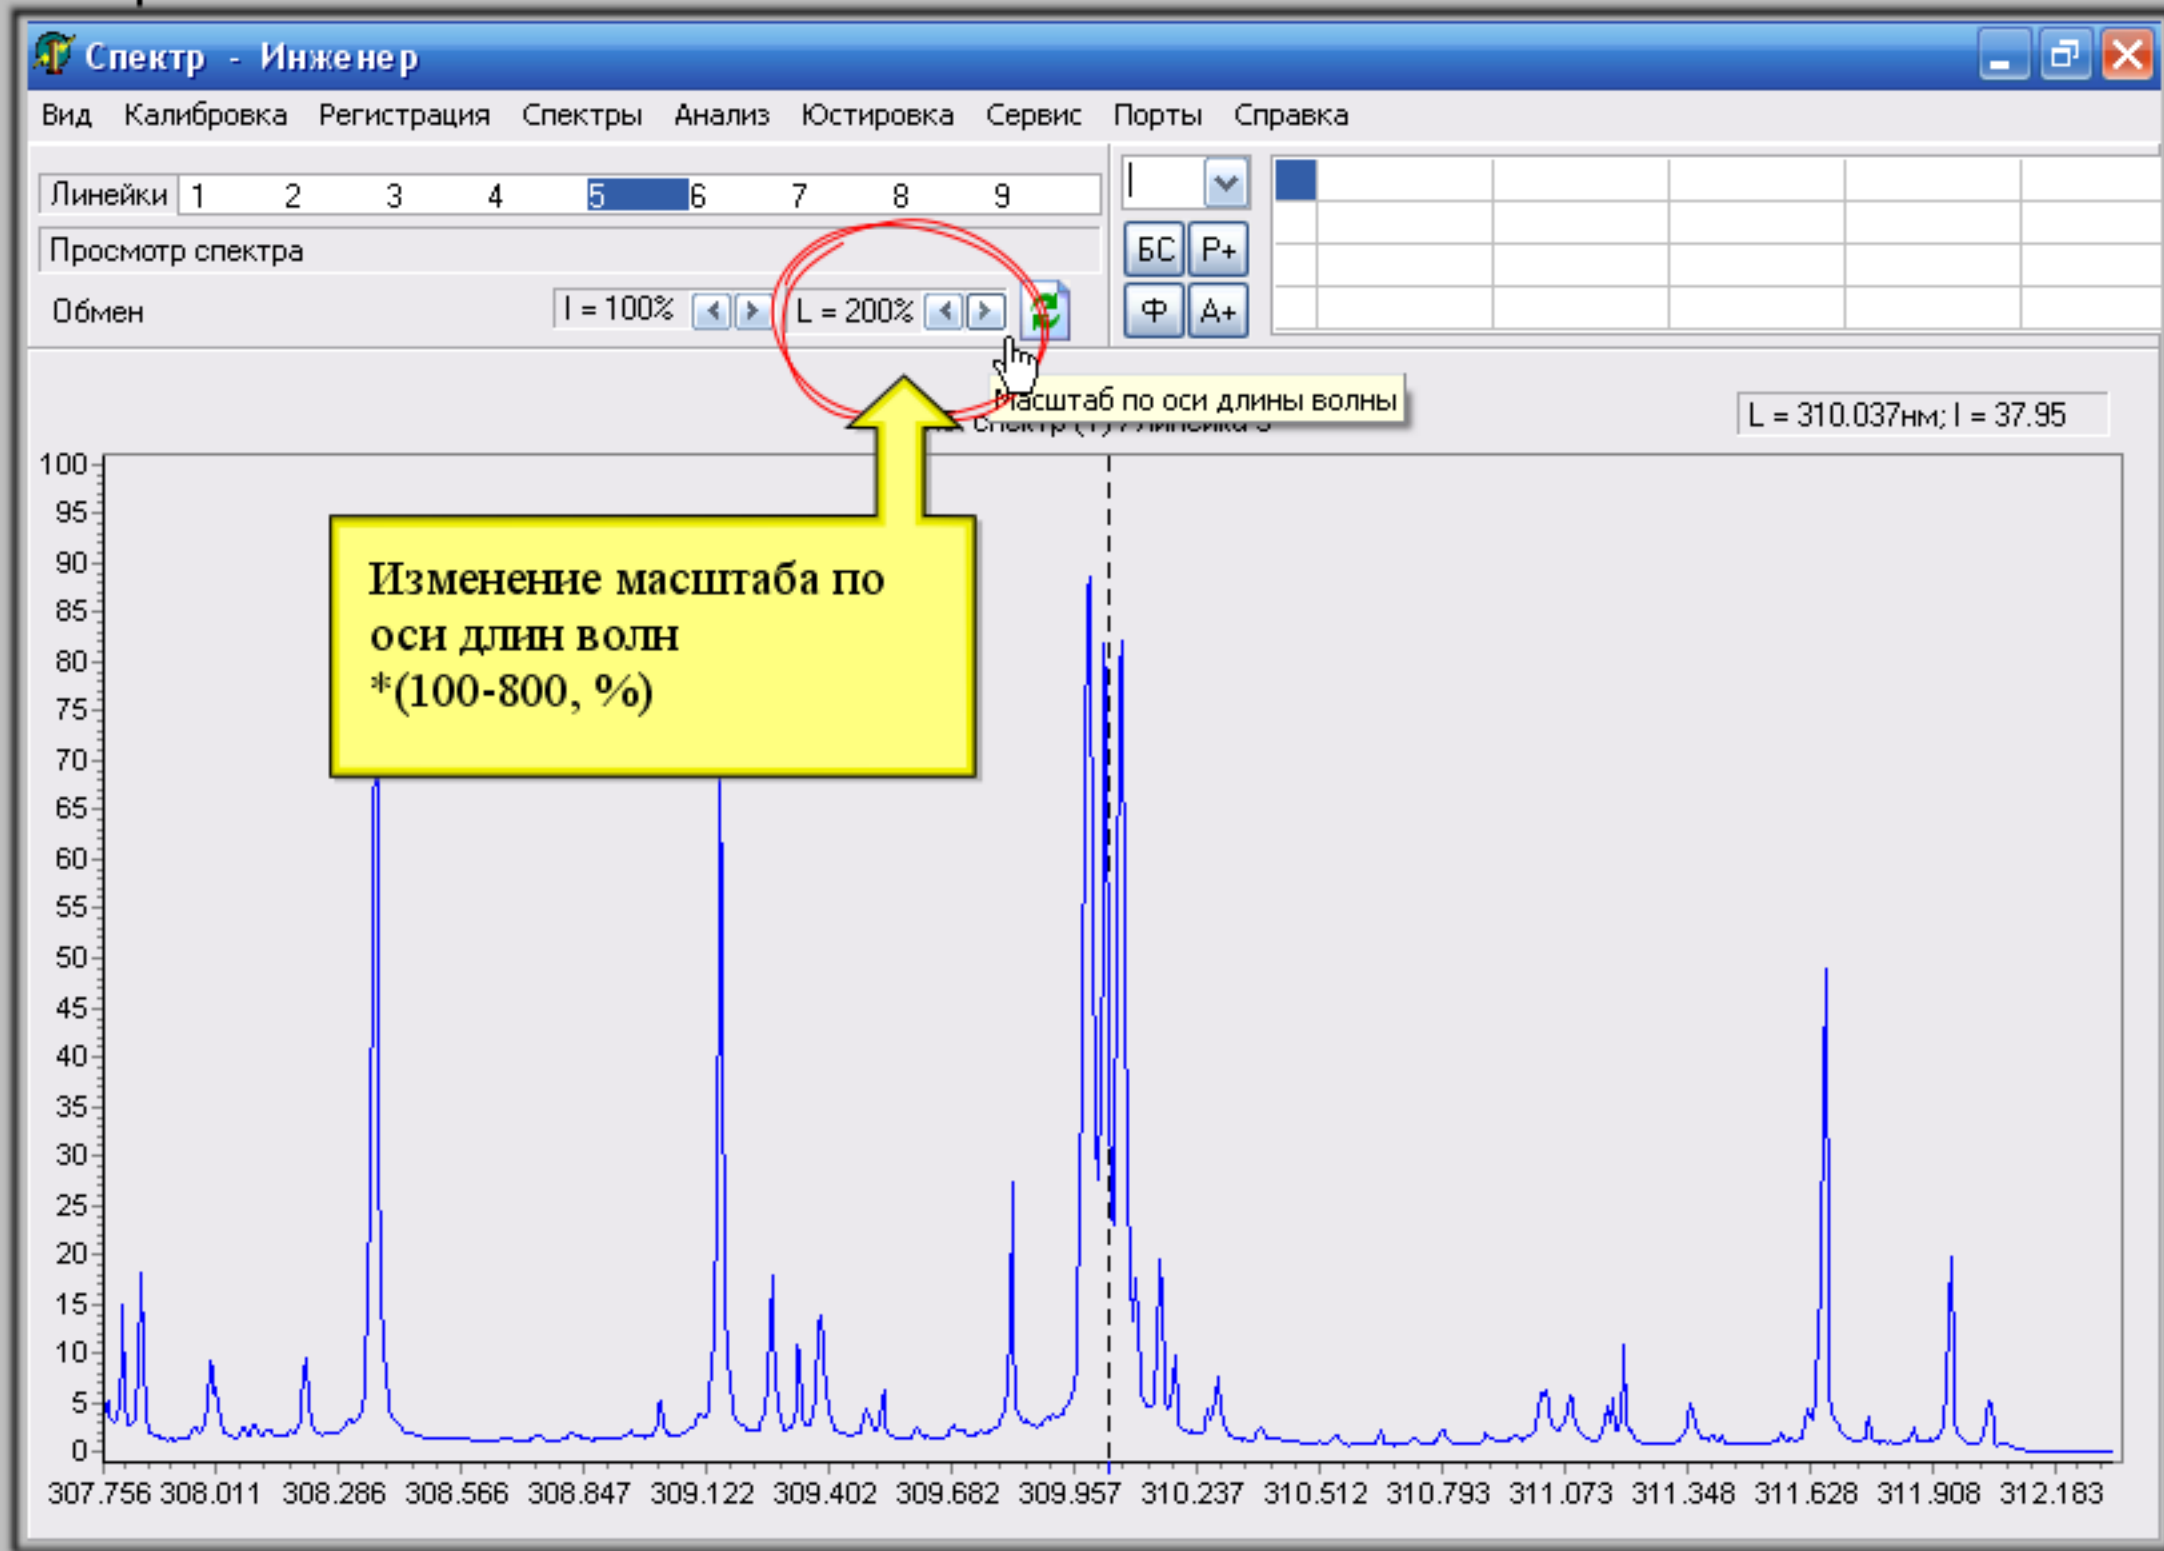 Спектр - Инженер
Вид Калибровка Регистрация Спектры Анализ Юстировка Сервис Порты Справка
Линейки 1 2 3 4 5 6 7 8 9
Просмотр спектра
Обмен I = 100% L = 200%
БС Р+
Ф А+
Масштаб по оси длины волны
L = 310.037нм; I = 37.95
Изменение масштаба по
оси длин волн
*(100-800, %)
100
95
90
85
80
75
70
65
60
55
50
45
40
35
30
25
20
15
10
5
0
307.756 308.011 308.286 308.566 308.847 309.122 309.402 309.682 309.957 310.237 310.512 310.793 311.073 311.348 311.628 311.908 312.183